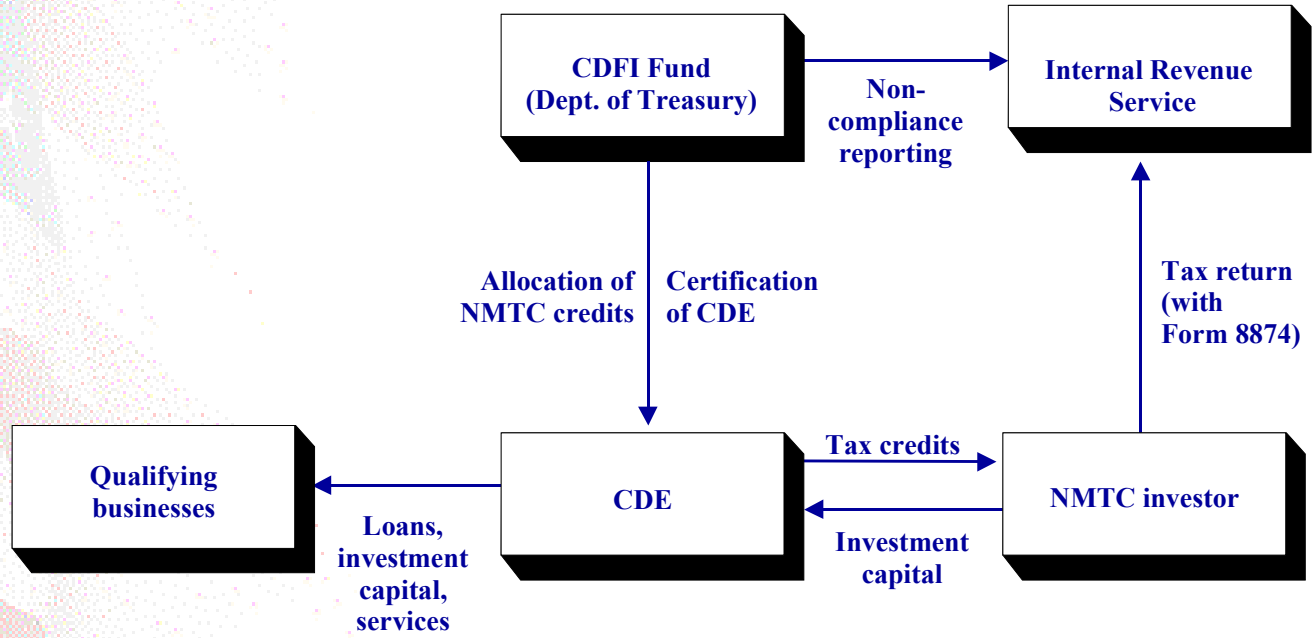 CDFI Fund
(Dept. of Treasury)
Internal Revenue
Service
Non-
compliance
reporting
Allocation of
NMTC credits
Certification
of CDE
Tax return
(with
Form 8874)
Qualifying
businesses
CDE
Tax credits
NMTC investor
Loans,
investment
capital,
services
Investment
capital